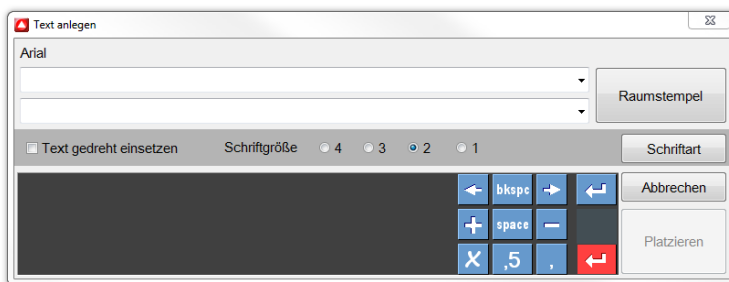 Text anlegen
Arial
Raumstempel
Text gedreht einsetzen Schriftgröße 4 3 2 1 Schriftart
bkspc Abbrechen
+ space − Platzieren
X ,5 ,